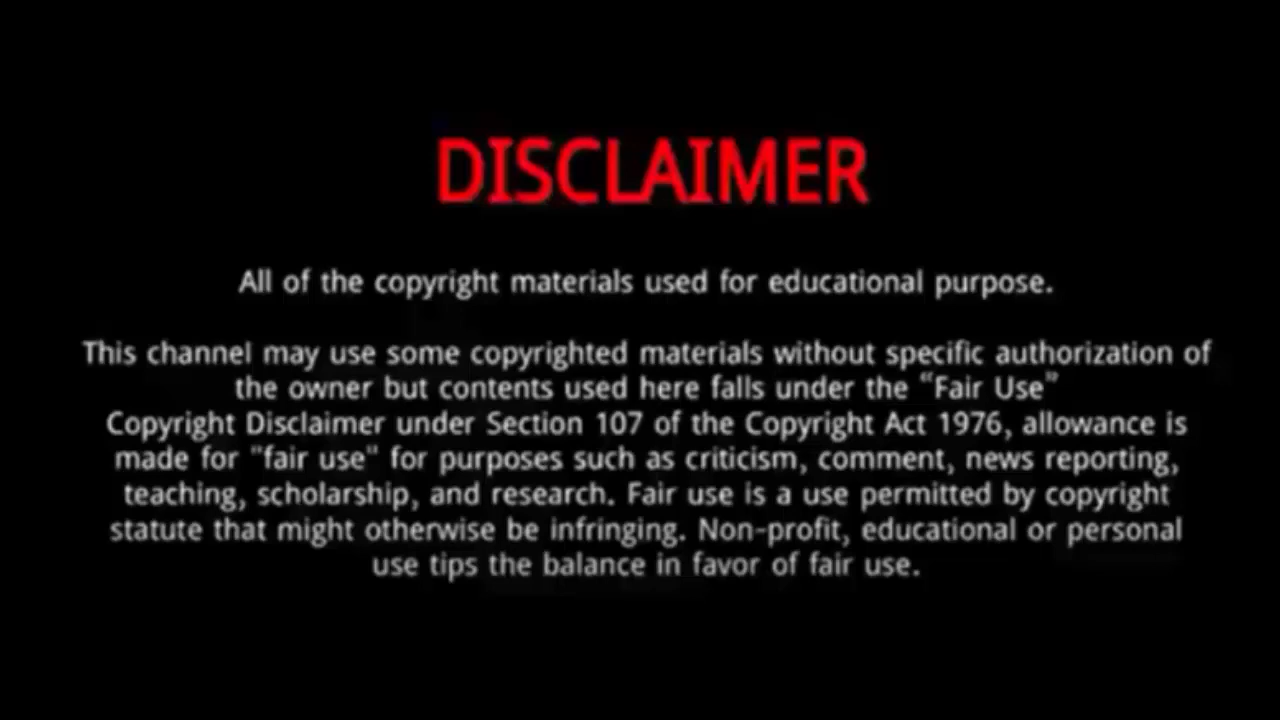 DISCLAIMER
All of the copyright materials used for educational purpose.
This channel may use some copyrighted materials without specific authorization of
the owner but contents used here falls under the “Fair Use”
Copyright Disclaimer under Section 107 of the Copyright Act 1976, allowance is
made for "fair use" for purposes such as criticism, comment, news reporting,
teaching, scholarship, and research. Fair use is a use permitted by copyright
statute that might otherwise be infringing. Non-profit, educational or personal
use tips the balance in favor of fair use.